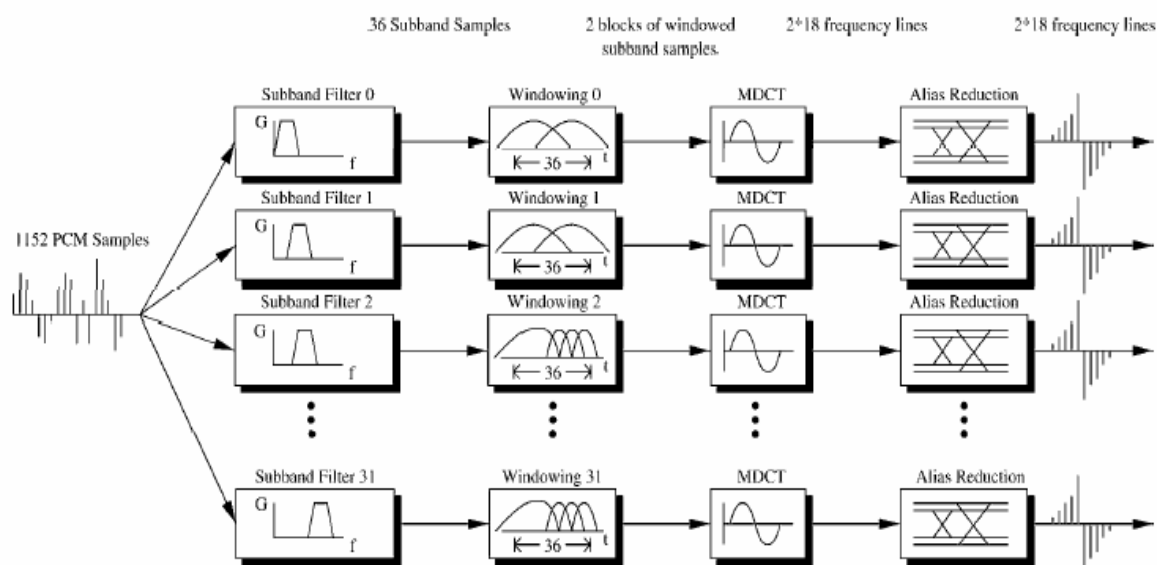 36 Subband Samples
2 blocks of windowed
subband samples
2*18 frequency lines
2*18 frequency lines
Subband Filter 0
G
f
Windowing 0
36
t
MDCT
Alias Reduction
1152 PCM Samples
Subband Filter 1
G
f
Windowing 1
36
MDCT
Alias Reduction
Subband Filter 2
G
f
Windowing 2
36
t
MDCT
Alias Reduction
Subband Filter 31
G
f
Windowing 31
36
t
MDCT
Alias Reduction